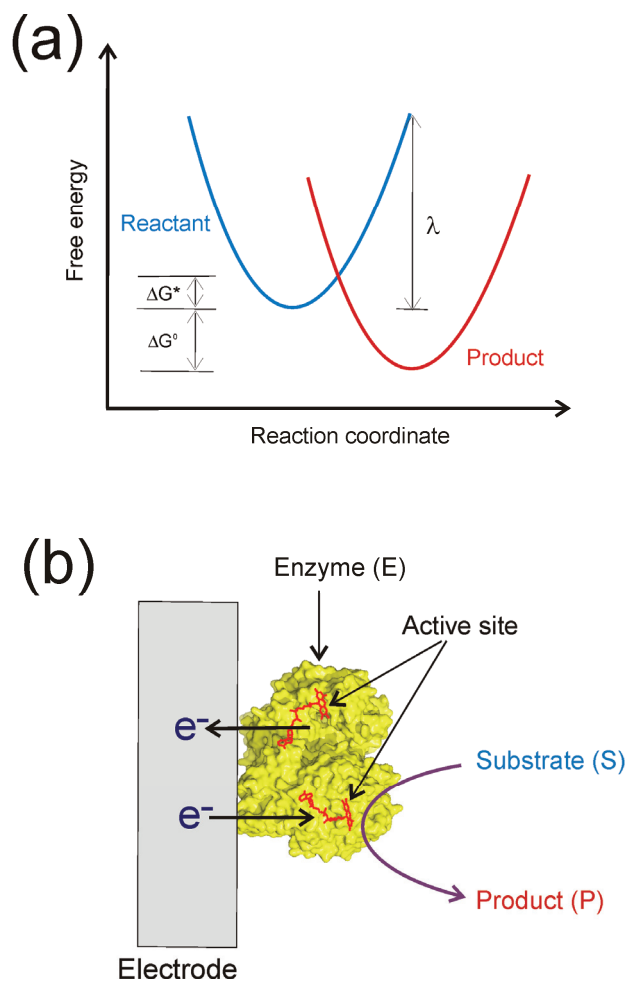 (a)
Free energy
Reactant
λ
ΔG*
ΔG⁰
Product
Reaction coordinate
(b)
Enzyme (E)
Active site
e⁻
Substrate (S)
e⁻
Product (P)
Electrode